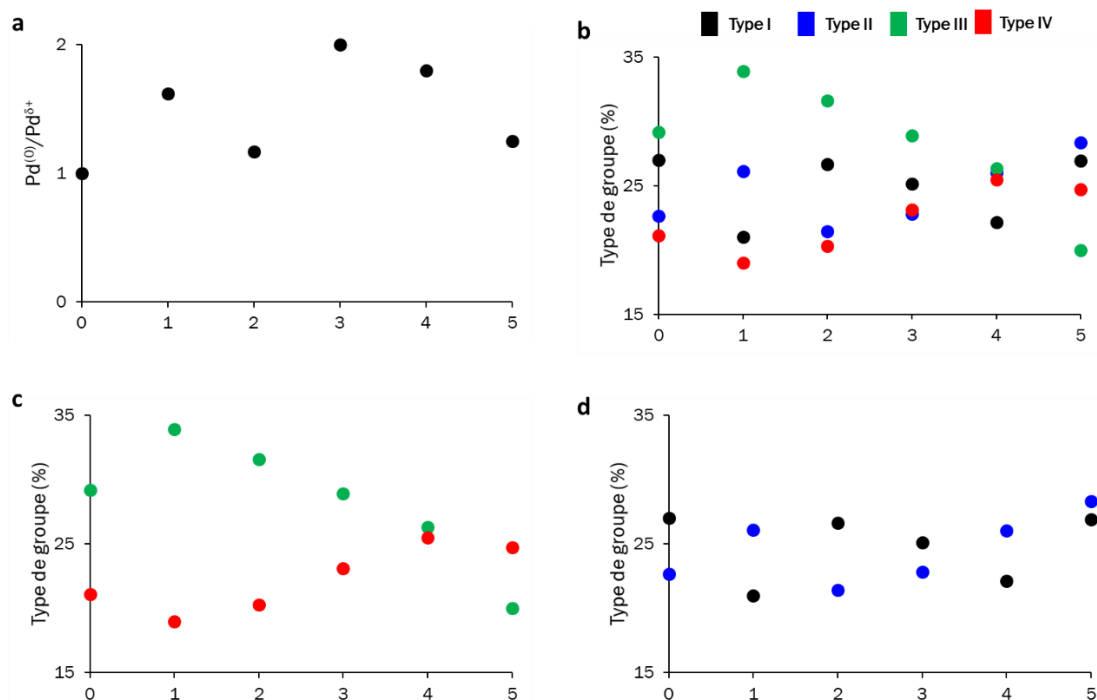 a
2
1
0
Pd(0)/Pdδ+
0 1 2 3 4 5
b
Type I Type II Type III Type IV
35
25
15
Type de groupe (%)
0 1 2 3 4 5
c
35
25
15
Type de groupe (%)
0 1 2 3 4 5
d
35
25
15
Type de groupe (%)
0 1 2 3 4 5